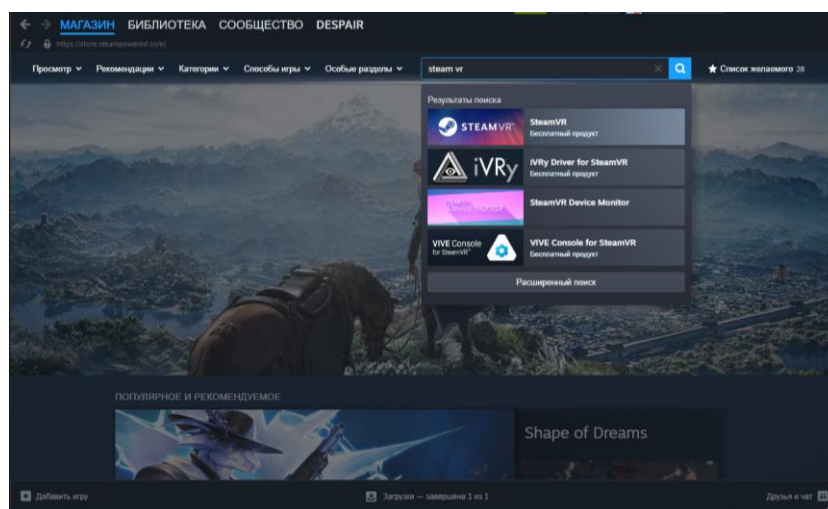 МАГАЗИН БИБЛИОТЕКА СООБЩЕСТВО DESPAIR
https://store.steampowered.com/
Просмотр Рекомендации Категории Способы игры Особые разделы steam vr Список желаемого 28
Результаты поиска
STEAMVR
SteamVR
Бесплатный продукт
iVRy
iVRy Driver for SteamVR
Бесплатный продукт
SteamVR Device Monitor
VIVE Console
for SteamVR
VIVE Console for SteamVR
Бесплатный продукт
Расширенный поиск
ПОПУЛЯРНОЕ И РЕКОМЕНДУЕМОЕ
Shape of Dreams
Добавить игру Загрузки — завершена 1 из 1 Друзья и чат